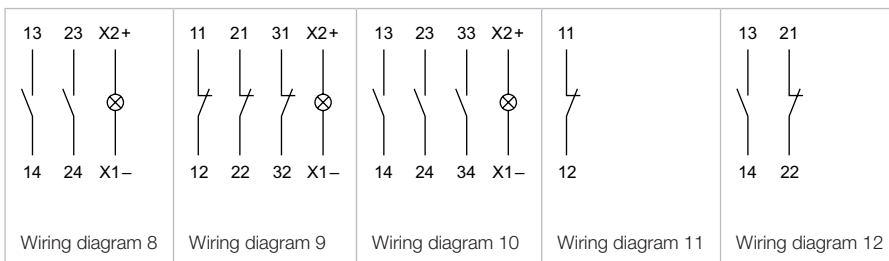 13 23 X2+
14 24 X1–
Wiring diagram 8
11 21 31 X2+
12 22 32 X1–
Wiring diagram 9
13 23 33 X2+
14 24 34 X1–
Wiring diagram 10
11
12
Wiring diagram 11
13 21
14 22
Wiring diagram 12